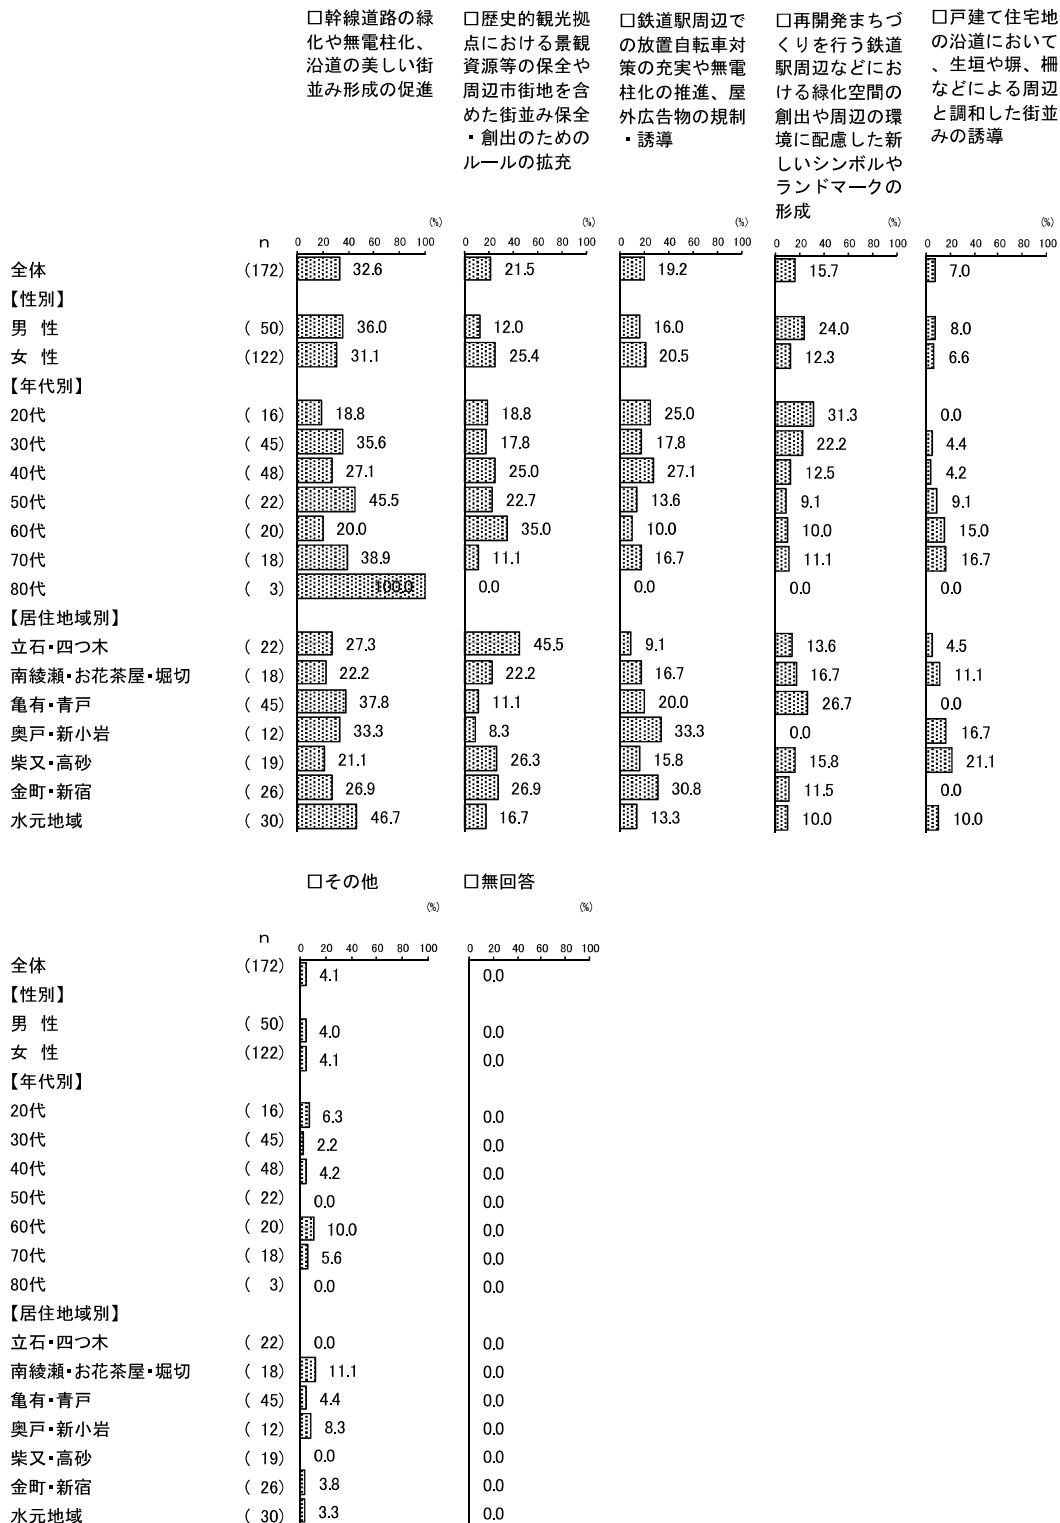 □幹線道路の緑
化や無電柱化、
沿道の美しい街
並み形成の促進
□歴史的観光拠
点における景観
資源等の保全や
周辺市街地を含
めた街並み保全
・創出のための
ルールの拡充
□鉄道駅周辺で
の放置自転車対
策の充実や無電
柱化の推進、屋
外広告物の規制
・誘導
□再開発まちづ
くりを行う鉄道
駅周辺などにお
ける緑化空間の
創出や周辺の環
境に配慮した新
しいシンボルや
ランドマークの
形成
□戸建て住宅地
の沿道において
、生垣や塀、柵
などによる周辺
と調和した街並
みの誘導
(%) (%) (%) (%) (%)
n 0 20 40 60 80 100 0 20 40 60 80 100 0 20 40 60 80 100 0 20 40 60 80 100 0 20 40 60 80 100
全体 (172) 32.6 21.5 19.2 15.7 7.0
【性別】
男 性 ( 50) 36.0 12.0 16.0 24.0 8.0
女 性 (122) 31.1 25.4 20.5 12.3 6.6
【年代別】
20代 ( 16) 18.8 18.8 25.0 31.3 0.0
30代 ( 45) 35.6 17.8 17.8 22.2 4.4
40代 ( 48) 27.1 25.0 27.1 12.5 4.2
50代 ( 22) 45.5 22.7 13.6 9.1 9.1
60代 ( 20) 20.0 35.0 10.0 10.0 15.0
70代 ( 18) 38.9 11.1 16.7 11.1 16.7
80代 ( 3) 100.0 0.0 0.0 0.0 0.0
【居住地域別】
立石・四つ木 ( 22) 27.3 45.5 9.1 13.6 4.5
南綾瀬・お花茶屋・堀切 ( 18) 22.2 22.2 16.7 16.7 11.1
亀有・青戸 ( 45) 37.8 11.1 20.0 26.7 0.0
奥戸・新小岩 ( 12) 33.3 8.3 33.3 0.0 16.7
柴又・高砂 ( 19) 21.1 26.3 15.8 15.8 21.1
金町・新宿 ( 26) 26.9 26.9 30.8 11.5 0.0
水元地域 ( 30) 46.7 16.7 13.3 10.0 10.0
□その他 □無回答
(%) (%)
n 0 20 40 60 80 100 0 20 40 60 80 100
全体 (172) 4.1 0.0
【性別】
男 性 ( 50) 4.0 0.0
女 性 (122) 4.1 0.0
【年代別】
20代 ( 16) 6.3 0.0
30代 ( 45) 2.2 0.0
40代 ( 48) 4.2 0.0
50代 ( 22) 0.0 0.0
60代 ( 20) 10.0 0.0
70代 ( 18) 5.6 0.0
80代 ( 3) 0.0 0.0
【居住地域別】
立石・四つ木 ( 22) 0.0 0.0
南綾瀬・お花茶屋・堀切 ( 18) 11.1 0.0
亀有・青戸 ( 45) 4.4 0.0
奥戸・新小岩 ( 12) 8.3 0.0
柴又・高砂 ( 19) 0.0 0.0
金町・新宿 ( 26) 3.8 0.0
水元地域 ( 30) 3.3 0.0